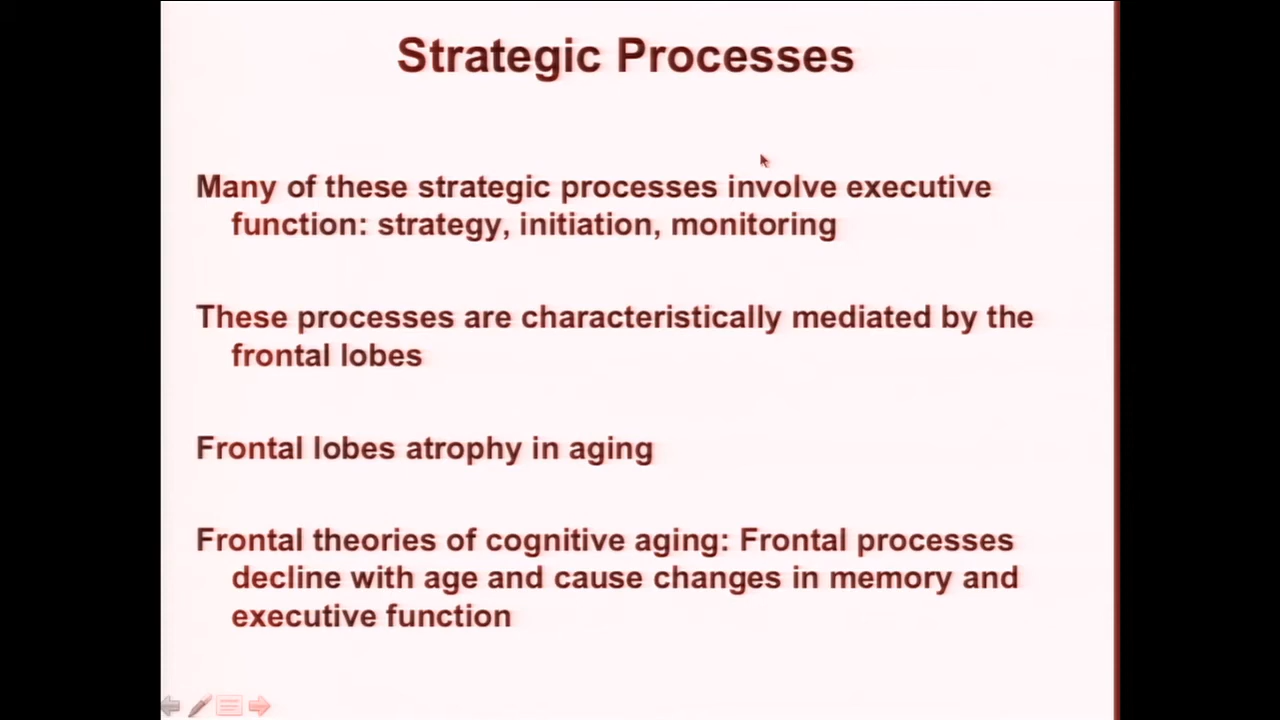 Strategic Processes
Many of these strategic processes involve executive
function: strategy, initiation, monitoring
These processes are characteristically mediated by the
frontal lobes
Frontal lobes atrophy in aging
Frontal theories of cognitive aging: Frontal processes
decline with age and cause changes in memory and
executive function